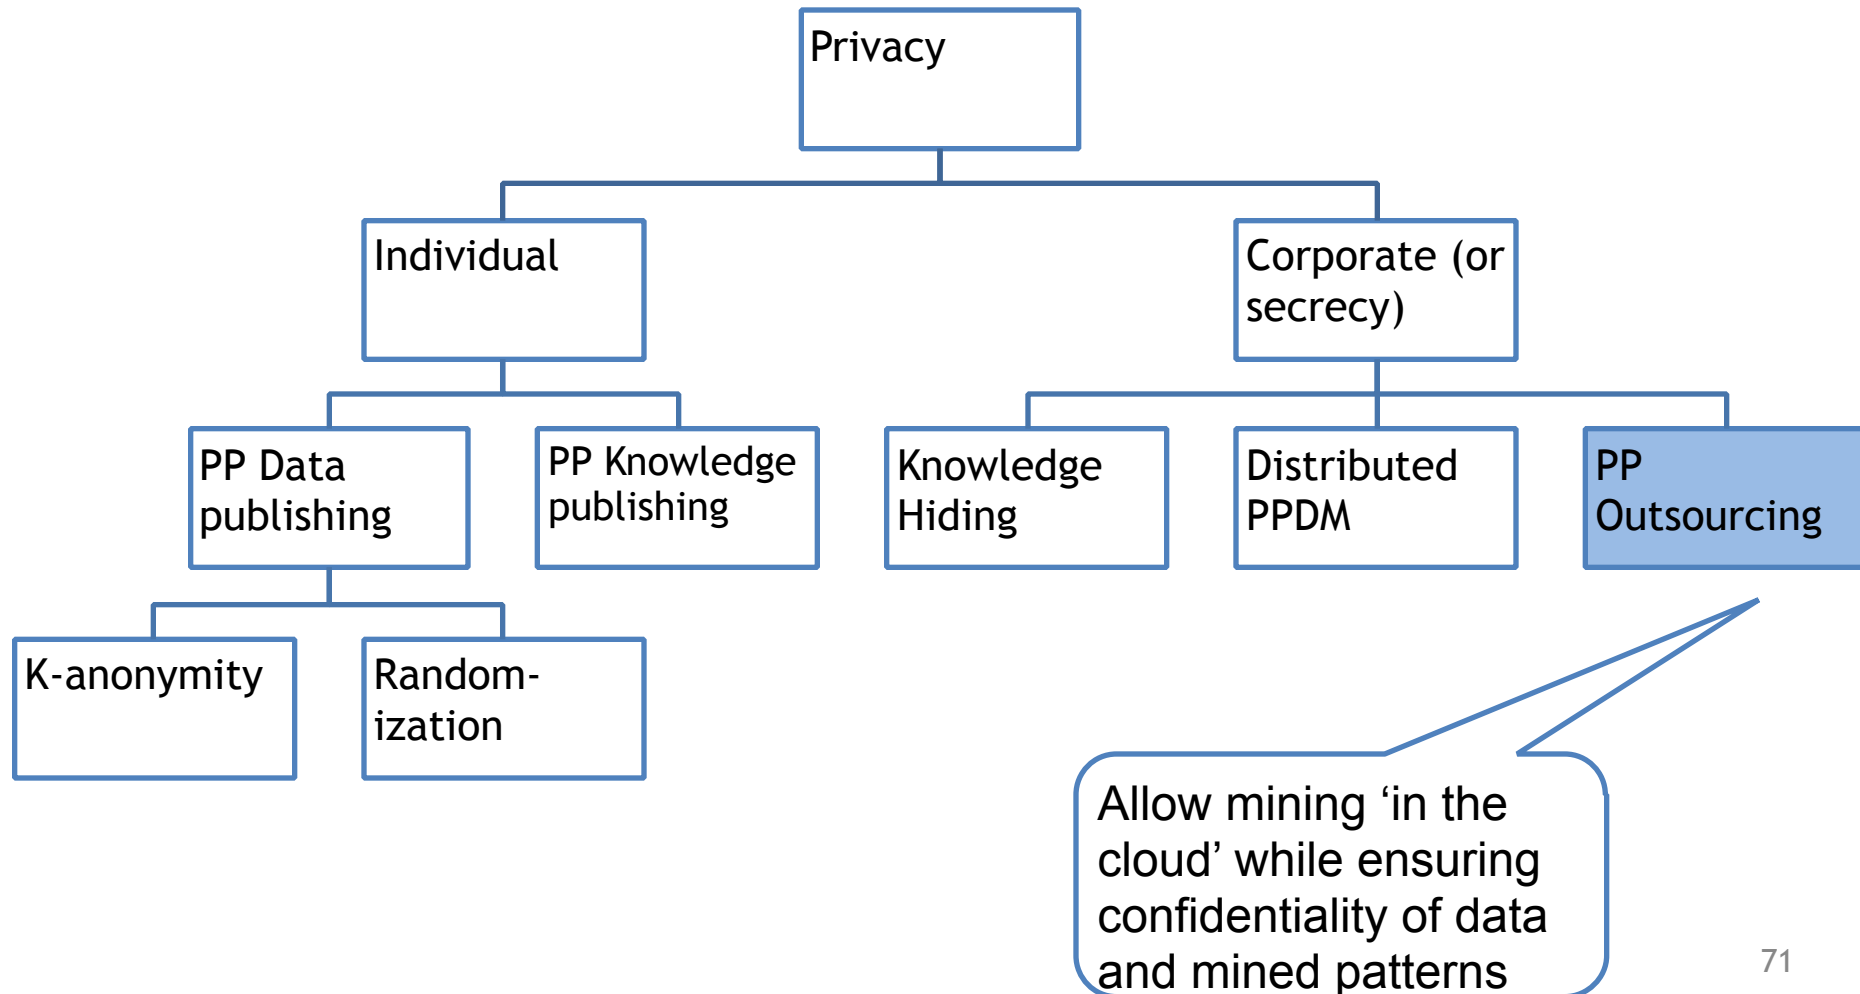 Privacy
Individual
Corporate (or
secrecy)
PP Data
publishing
PP Knowledge
publishing
Knowledge
Hiding
Distributed
PPDM
PP
Outsourcing
K-anonymity
Random-
ization
Allow mining ‘in the
cloud’ while ensuring
confidentiality of data
and mined patterns
71